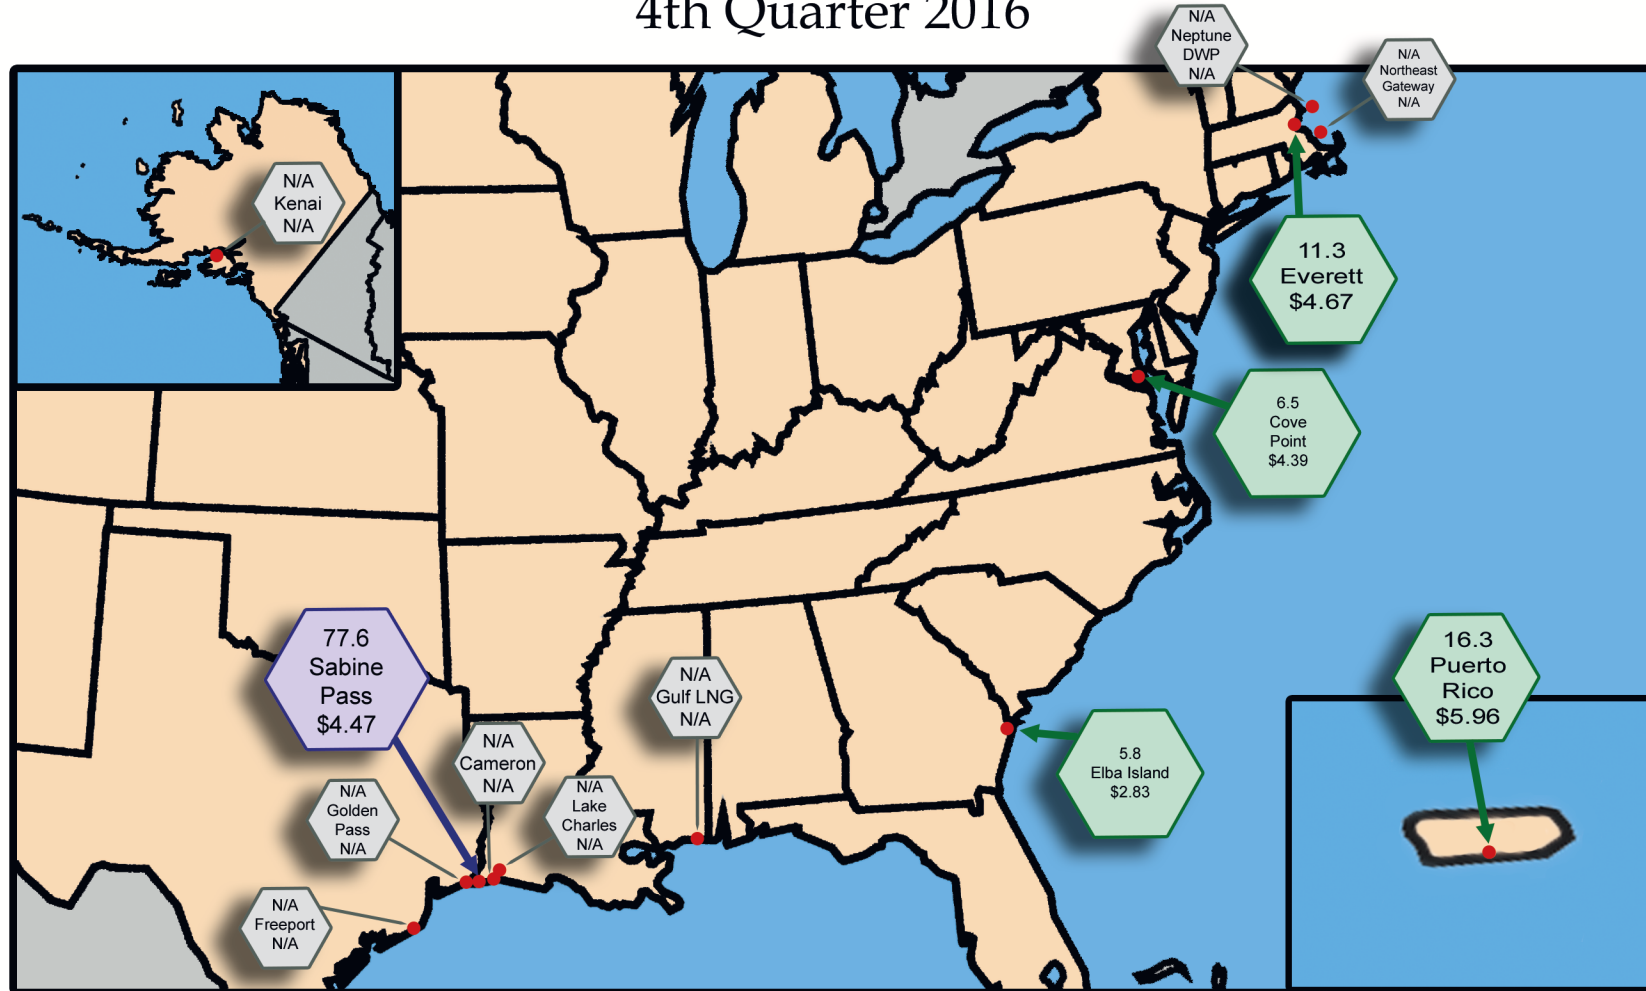 4th Quarter 2016
N/A
Neptune
DWP
N/A
N/A
Northeast
Gateway
N/A
N/A
Kenai
N/A
11.3
Everett
$4.67
6.5
Cove
Point
$4.39
77.6
Sabine
Pass
$4.47
N/A
Gulf LNG
N/A
16.3
Puerto
Rico
$5.96
N/A
Cameron
N/A
5.8
Elba Island
$2.83
N/A
Golden
Pass
N/A
N/A
Lake
Charles
N/A
N/A
Freeport
N/A